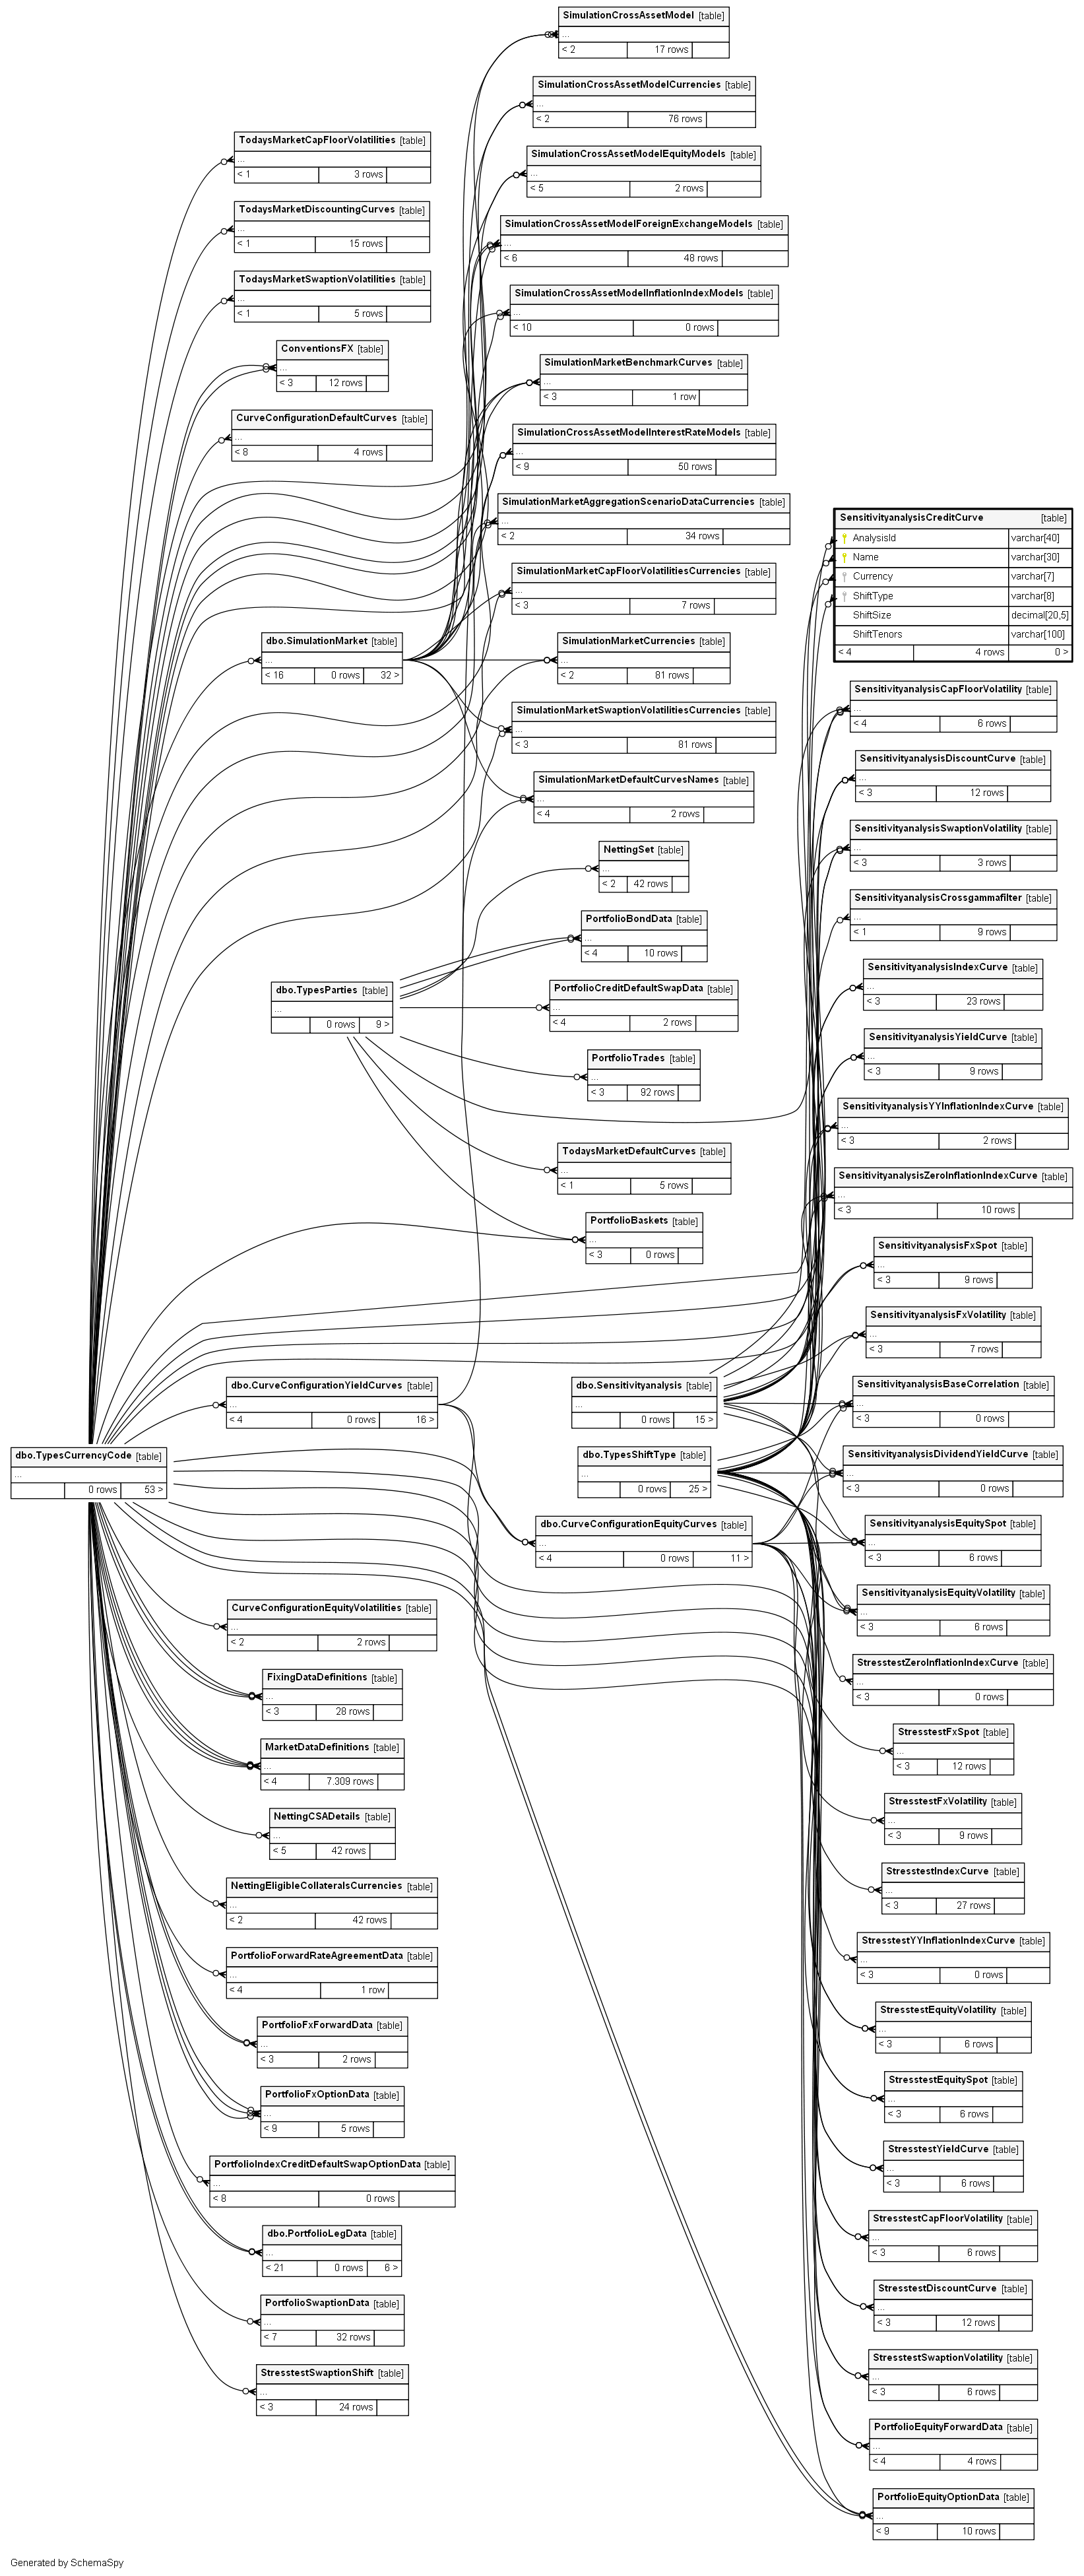 SimulationCrossAssetModel [table]
...
< 2 17 rows
SimulationCrossAssetModelCurrencies [table]
...
< 2 76 rows
TodaysMarketCapFloorVolatilities [table]
...
< 1 3 rows
SimulationCrossAssetModelEquityModels [table]
...
< 5 2 rows
TodaysMarketDiscountingCurves [table]
...
< 1 15 rows
SimulationCrossAssetModelForeignExchangeModels [table]
...
< 6 48 rows
TodaysMarketSwaptionVolatilities [table]
...
< 1 5 rows
SimulationCrossAssetModelInflationIndexModels [table]
...
< 10 0 rows
ConventionsFX [table]
...
< 3 12 rows
SimulationMarketBenchmarkCurves [table]
...
< 3 1 row
CurveConfigurationDefaultCurves [table]
...
< 8 4 rows
SimulationCrossAssetModelInterestRateModels [table]
...
< 9 50 rows
SimulationMarketAggregationScenarioDataCurrencies [table]
...
< 2 34 rows
SensitivityanalysisCreditCurve [table]
AnalysisId varchar[40]
Name varchar[30]
Currency varchar[7]
ShiftType varchar[8]
ShiftSize decimal[20,5]
ShiftTenors varchar[100]
< 4 4 rows 0 >
SimulationMarketCapFloorVolatilitiesCurrencies [table]
...
< 3 7 rows
dbo.SimulationMarket [table]
...
< 16 0 rows 32 >
SimulationMarketCurrencies [table]
...
< 2 81 rows
SensitivityanalysisCapFloorVolatility [table]
...
< 4 6 rows
SimulationMarketSwaptionVolatilitiesCurrencies [table]
...
< 3 81 rows
SensitivityanalysisDiscountCurve [table]
...
< 3 12 rows
SimulationMarketDefaultCurvesNames [table]
...
< 4 2 rows
SensitivityanalysisSwaptionVolatility [table]
...
< 3 3 rows
NettingSet [table]
...
< 2 42 rows
SensitivityanalysisCrossgammafilter [table]
...
< 1 9 rows
PortfolioBondData [table]
...
< 4 10 rows
SensitivityanalysisIndexCurve [table]
...
< 3 23 rows
dbo.TypesParties [table]
...
0 rows 9 >
PortfolioCreditDefaultSwapData [table]
...
< 4 2 rows
SensitivityanalysisYieldCurve [table]
...
< 3 9 rows
PortfolioTrades [table]
...
< 3 92 rows
SensitivityanalysisYYInflationIndexCurve [table]
...
< 3 2 rows
TodaysMarketDefaultCurves [table]
...
< 1 5 rows
SensitivityanalysisZeroInflationIndexCurve [table]
...
< 3 10 rows
PortfolioBaskets [table]
...
< 3 0 rows
SensitivityanalysisFxSpot [table]
...
< 3 9 rows
SensitivityanalysisFxVolatility [table]
...
< 3 7 rows
dbo.CurveConfigurationYieldCurves [table]
...
< 4 0 rows 16 >
dbo.Sensitivityanalysis [table]
...
0 rows 15 >
SensitivityanalysisBaseCorrelation [table]
...
< 3 0 rows
dbo.TypesCurrencyCode [table]
...
0 rows 53 >
dbo.TypesShiftType [table]
...
0 rows 25 >
SensitivityanalysisDividendYieldCurve [table]
...
< 3 0 rows
dbo.CurveConfigurationEquityCurves [table]
...
< 4 0 rows 11 >
SensitivityanalysisEquitySpot [table]
...
< 3 6 rows
CurveConfigurationEquityVolatilities [table]
...
< 2 2 rows
SensitivityanalysisEquityVolatility [table]
...
< 3 6 rows
FixingDataDefinitions [table]
...
< 3 28 rows
StresstestZeroInflationIndexCurve [table]
...
< 3 0 rows
MarketDataDefinitions [table]
...
< 4 7.309 rows
StresstestFxSpot [table]
...
< 3 12 rows
NettingCSADetails [table]
...
< 5 42 rows
StresstestFxVolatility [table]
...
< 3 9 rows
NettingEligibleCollateralsCurrencies [table]
...
< 2 42 rows
StresstestIndexCurve [table]
...
< 3 27 rows
PortfolioForwardRateAgreementData [table]
...
< 4 1 row
StresstestYYInflationIndexCurve [table]
...
< 3 0 rows
PortfolioFxForwardData [table]
...
< 3 2 rows
StresstestEquityVolatility [table]
...
< 3 6 rows
PortfolioFxOptionData [table]
...
< 9 5 rows
StresstestEquitySpot [table]
...
< 3 6 rows
PortfolioIndexCreditDefaultSwapOptionData [table]
...
< 8 0 rows
StresstestYieldCurve [table]
...
< 3 6 rows
dbo.PortfolioLegData [table]
...
< 21 0 rows 6 >
StresstestCapFloorVolatility [table]
...
< 3 6 rows
PortfolioSwaptionData [table]
...
< 7 32 rows
StresstestDiscountCurve [table]
...
< 3 12 rows
StresstestSwaptionShift [table]
...
< 3 24 rows
StresstestSwaptionVolatility [table]
...
< 3 6 rows
PortfolioEquityForwardData [table]
...
< 4 4 rows
PortfolioEquityOptionData [table]
...
< 9 10 rows
Generated by SchemaSpy